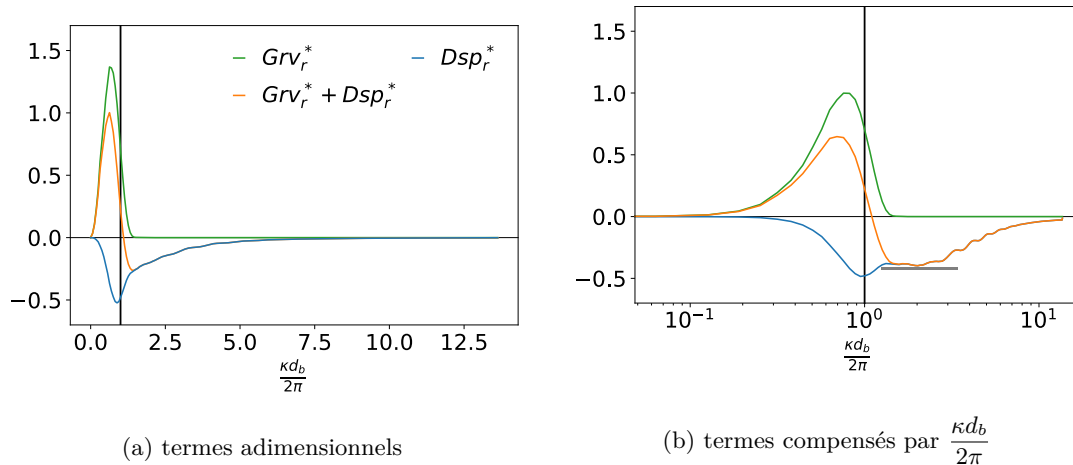 1.5
1.0
0.5
0.0
−0.5
0.0 2.5 5.0 7.5 10.0 12.5
κd_b
2π
Grv_r^*
Dsp_r^*
Grv_r^* + Dsp_r^*
(a) termes adimensionnels
1.5
1.0
0.5
0.0
−0.5
10^−1 10^0 10^1
κd_b
2π
(b) termes compensés par κd_b
2π